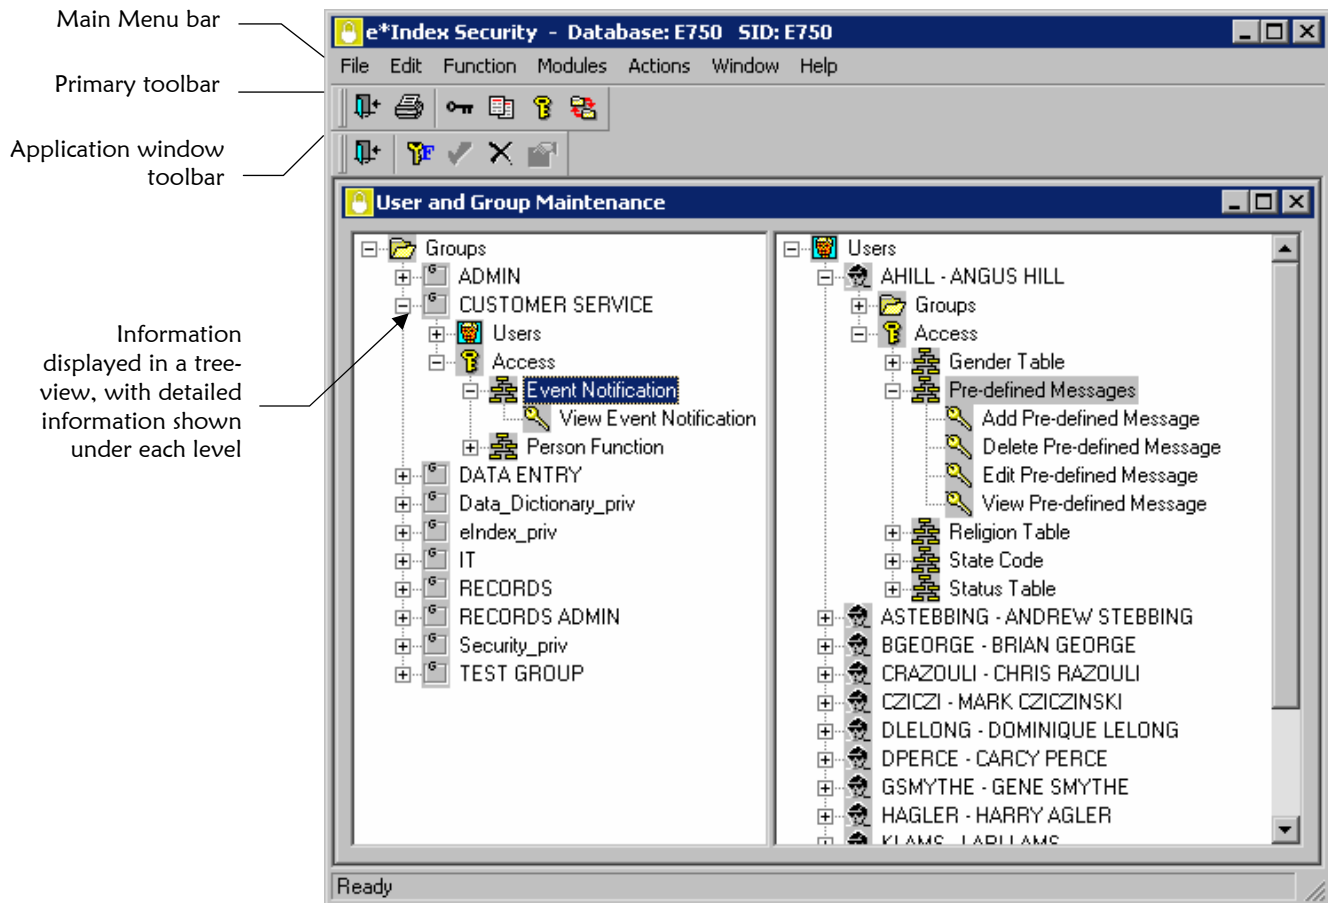 Main Menu bar
Primary toolbar
Application window
toolbar
Information
displayed in a tree-
view, with detailed
information shown
under each level
e*Index Security - Database: E750 SID: E750
File Edit Function Modules Actions Window Help
User and Group Maintenance
Groups
ADMIN
CUSTOMER SERVICE
Users
Access
Event Notification
View Event Notification
Person Function
DATA ENTRY
Data_Dictionary_priv
eIndex_priv
IT
RECORDS
RECORDS ADMIN
Security_priv
TEST GROUP
Users
AHILL - ANGUS HILL
Groups
Access
Gender Table
Pre-defined Messages
Add Pre-defined Message
Delete Pre-defined Message
Edit Pre-defined Message
View Pre-defined Message
Religion Table
State Code
Status Table
ASTEBBING - ANDREW STEBBING
BGEORGE - BRIAN GEORGE
CRAZOULI - CHRIS RAZOULI
CZICZI - MARK CZICZINSKI
DLELONG - DOMINIQUE LELONG
DPERCE - CARCY PERCE
GSMYTHE - GENE SMYTHE
HAGLER - HARRY AGLER
Ready